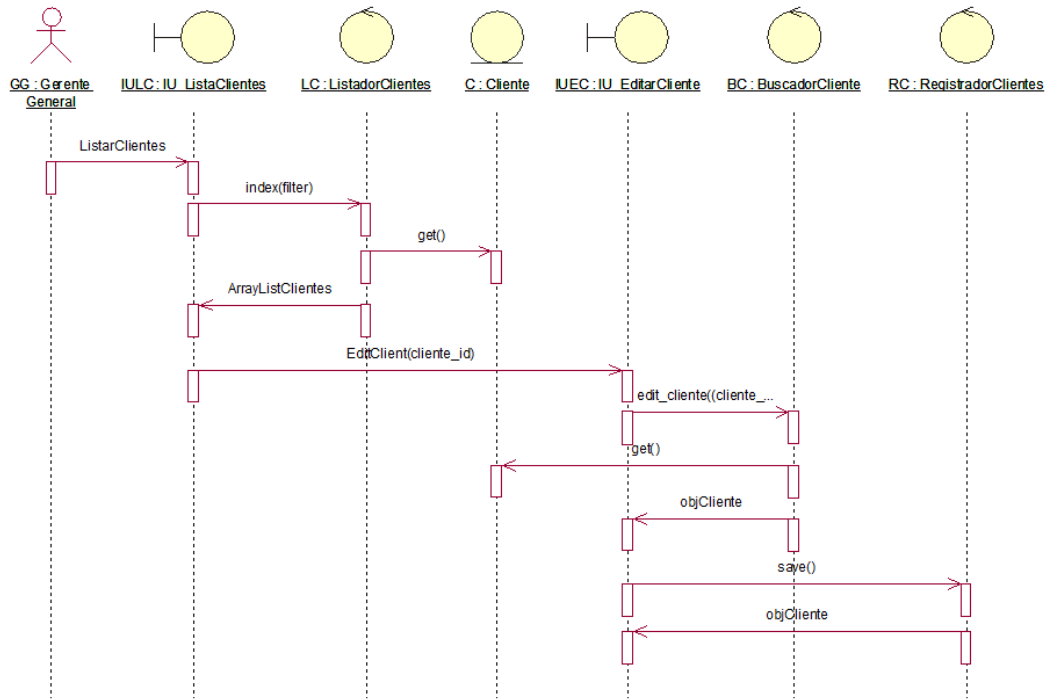 GG : Gerente General
IULC : IU_ListaClientes
LC : ListadorClientes
C : Cliente
IUEC : IU_EditarCliente
BC : BuscadorCliente
RC : RegistradorClientes
ListarClientes
index(filter)
get()
ArrayListClientes
EditClient(cliente_id)
edit_cliente((cliente_...
get()
objCliente
save()
objCliente